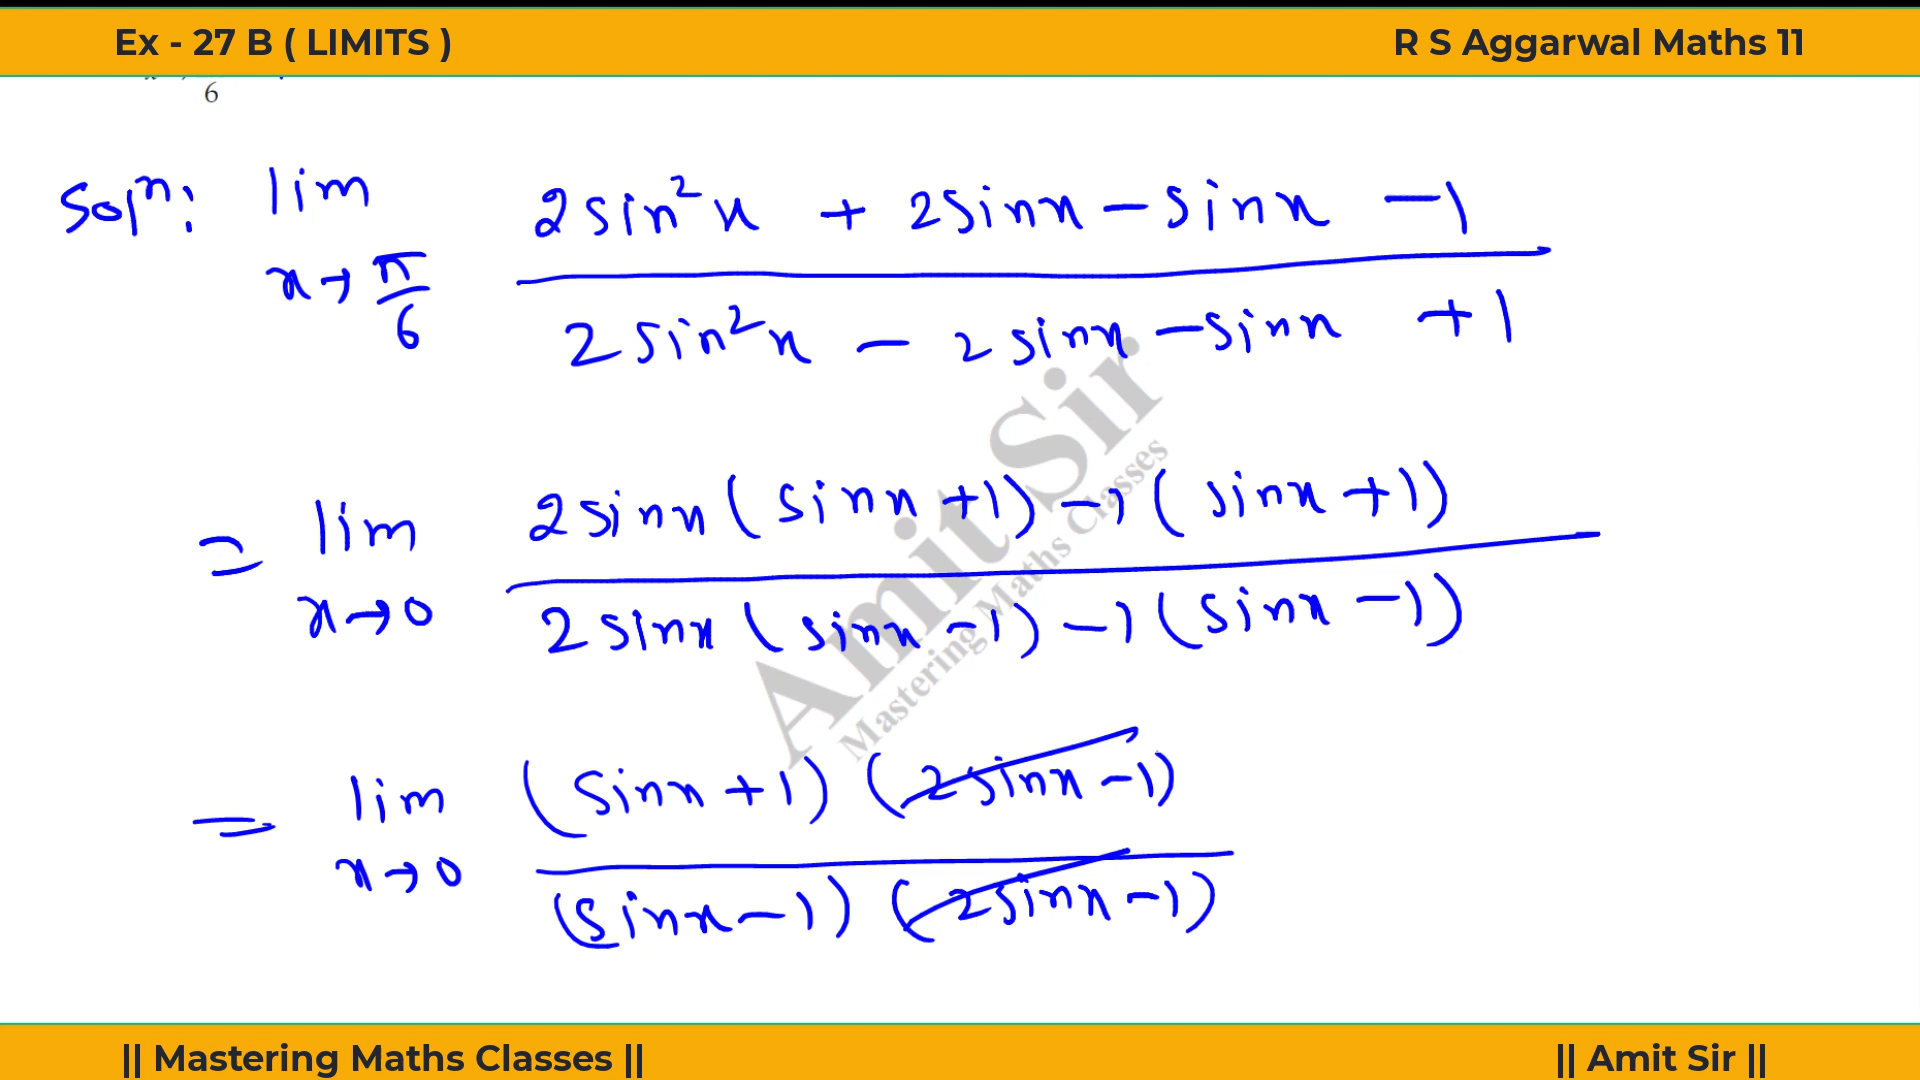 Ex - 27 B ( LIMITS )
R S Aggarwal Maths 11
6
Solⁿ: lim x→π/6 (2sin²x + 2sinx - sinx - 1) / (2sin²x - 2sinx - sinx + 1)
= lim x→0 (2sinx(sinx+1) - 1(sinx+1)) / (2sinx(sinx-1) - 1(sinx-1))
= lim x→0 (sinx+1)(2sinx-1) / (sinx-1)(2sinx-1)
Amit Sir
Mastering Maths Classes
|| Mastering Maths Classes ||
|| Amit Sir ||